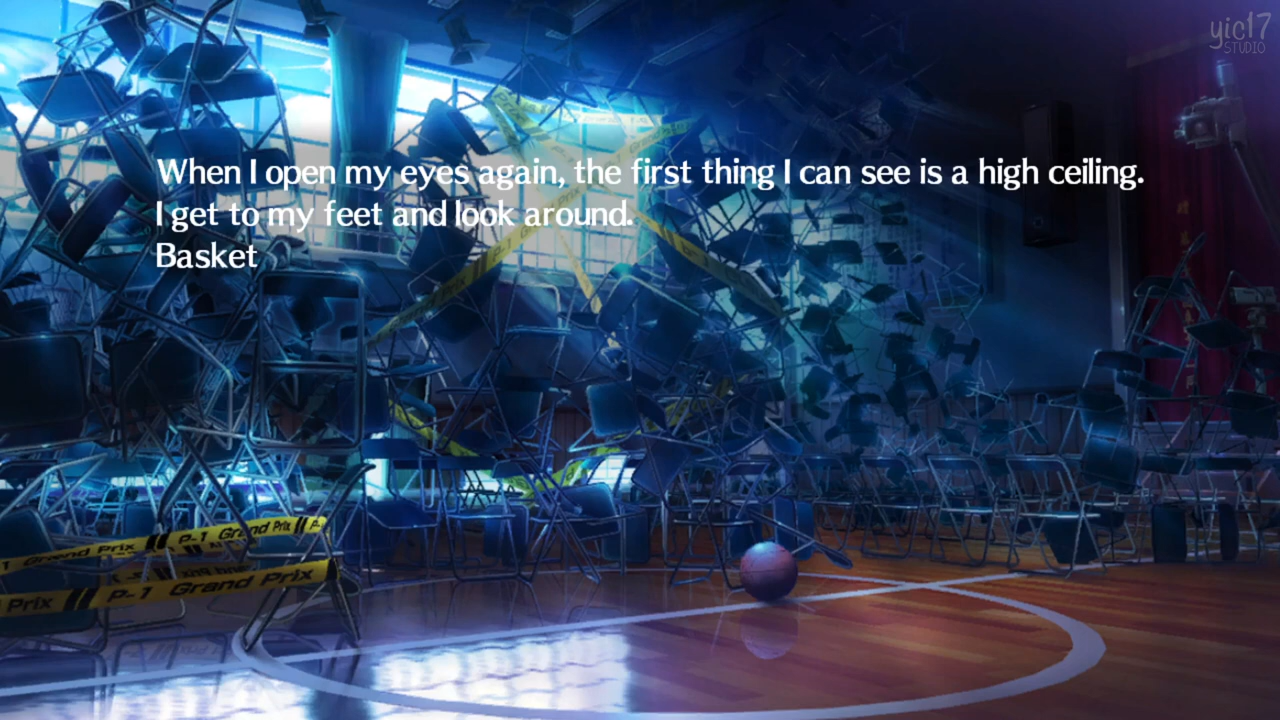 yic17
STUDIO
When I open my eyes again, the first thing I can see is a high ceiling.
I get to my feet and look around.
Basket
P-1 Grand Prix
Grand Prix
Prix
P-1 Grand Prix